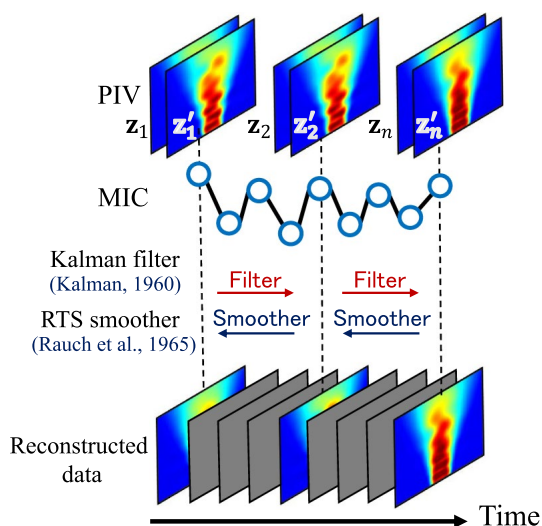 PIV
z1 z′1 z2 z′2 zn z′n
MIC
Kalman filter
(Kalman, 1960)
Filter Filter
RTS smoother
Smoother Smoother
(Rauch et al., 1965)
Reconstructed
data
Time